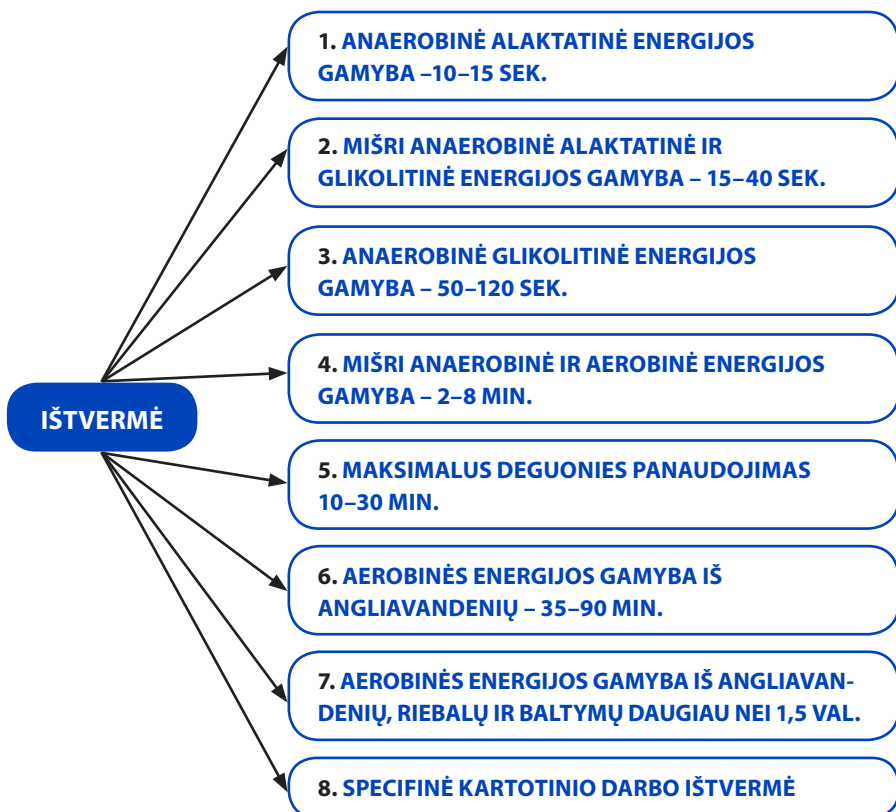 1. ANAEROBINĖ ALAKTATINĖ ENERGIJOS
GAMYBA –10–15 SEK.
2. MIŠRI ANAEROBINĖ ALAKTATINĖ IR
GLIKOLITINĖ ENERGIJOS GAMYBA – 15–40 SEK.
3. ANAEROBINĖ GLIKOLITINĖ ENERGIJOS
GAMYBA – 50–120 SEK.
4. MIŠRI ANAEROBINĖ IR AEROBINĖ ENERGIJOS
GAMYBA – 2–8 MIN.
IŠTVERMĖ
5. MAKSIMALUS DEGUONIES PANAUDOJIMAS
10–30 MIN.
6. AEROBINĖS ENERGIJOS GAMYBA IŠ
ANGLIAVANDENIŲ – 35–90 MIN.
7. AEROBINĖS ENERGIJOS GAMYBA IŠ ANGLIAVAN-
DENIŲ, RIEBALŲ IR BALTYMŲ DAUGIAU NEI 1,5 VAL.
8. SPECIFINĖ KARTOTINIO DARBO IŠTVERMĖ